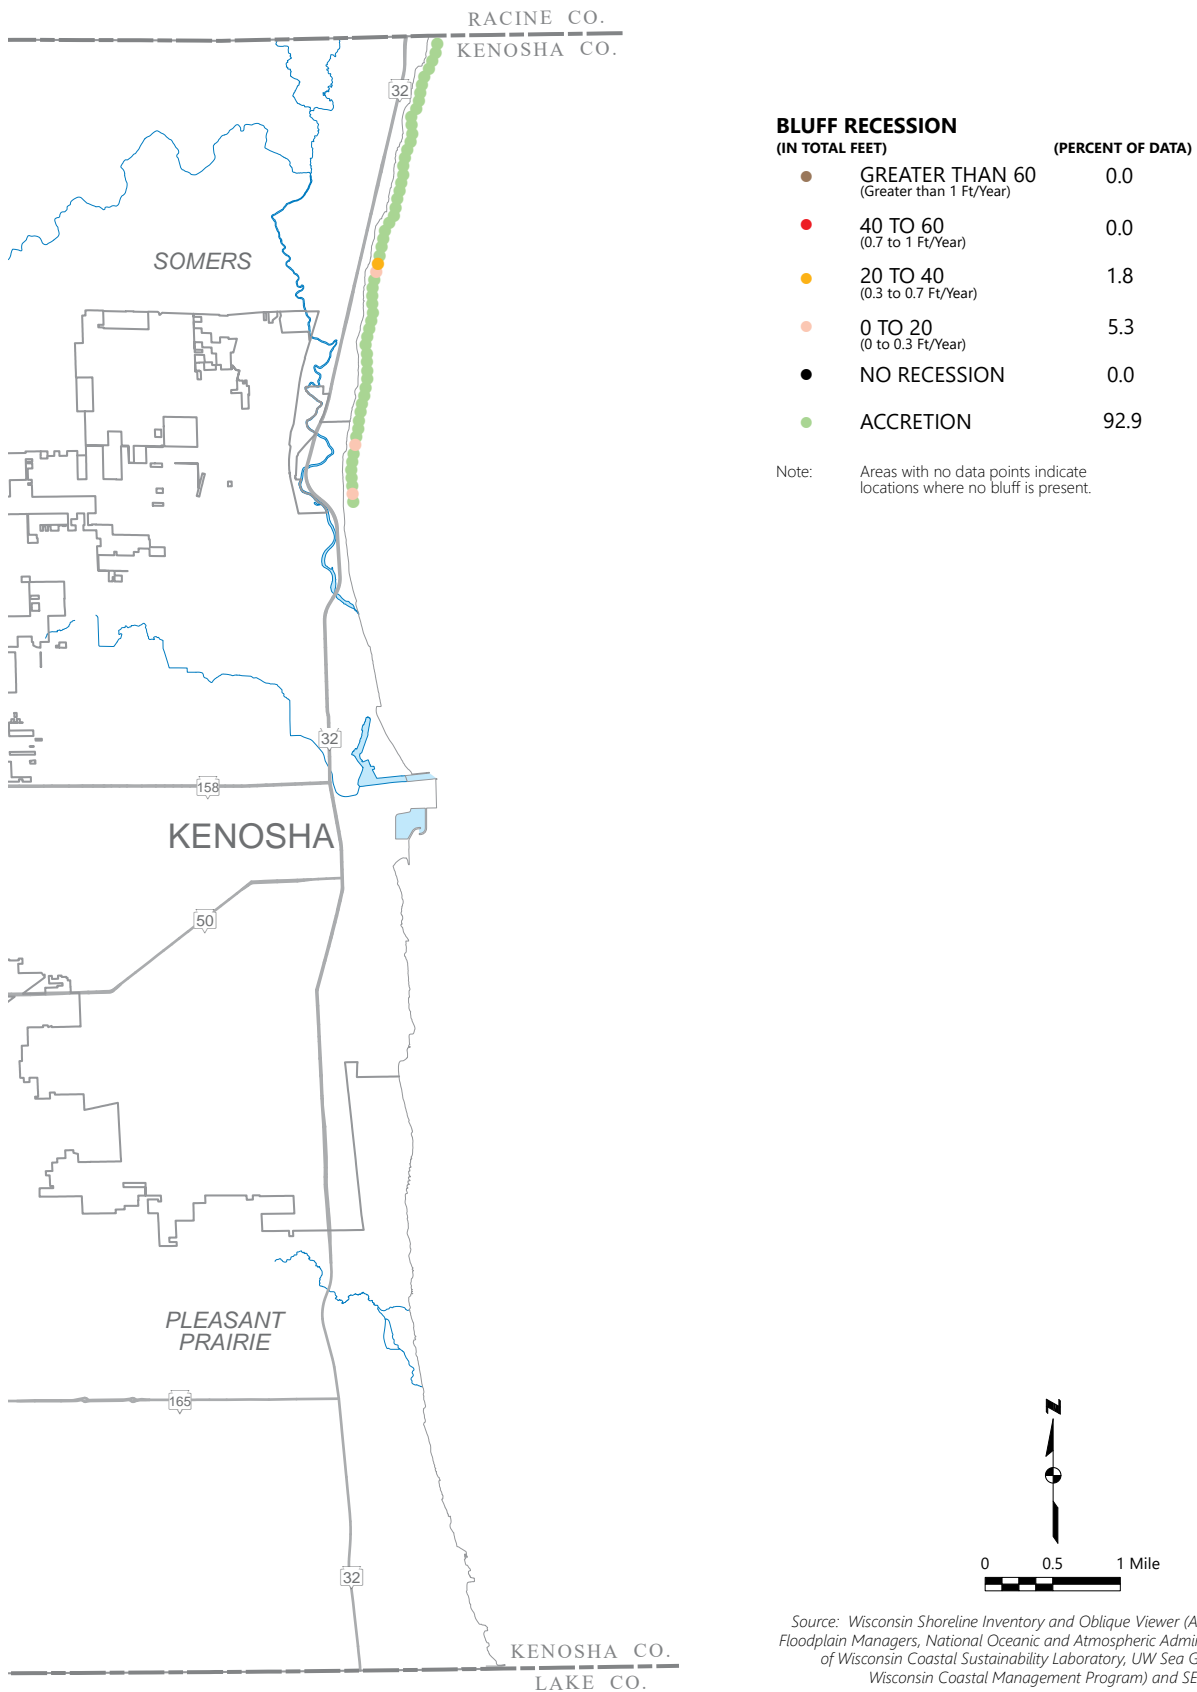 RACINE CO.
KENOSHA CO.
32
SOMERS
BLUFF RECESSION
(IN TOTAL FEET) (PERCENT OF DATA)
GREATER THAN 60 0.0
(Greater than 1 Ft/Year)
40 TO 60 0.0
(0.7 to 1 Ft/Year)
20 TO 40 1.8
(0.3 to 0.7 Ft/Year)
0 TO 20 5.3
(0 to 0.3 Ft/Year)
NO RECESSION 0.0
ACCRETION 92.9
Note: Areas with no data points indicate
locations where no bluff is present.
32
158
KENOSHA
50
PLEASANT
PRAIRIE
165
32
Z
0 0.5 1 Mile
KENOSHA CO.
LAKE CO.
Source: Wisconsin Shoreline Inventory and Oblique Viewer (A
Floodplain Managers, National Oceanic and Atmospheric Admi
of Wisconsin Coastal Sustainability Laboratory, UW Sea G
Wisconsin Coastal Management Program) and SE